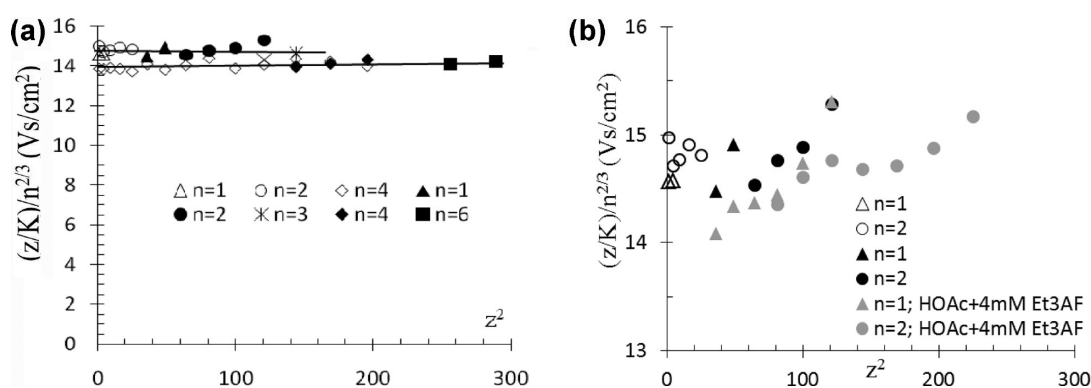 (a)
(z/K)/n^2/3 (Vs/cm²)
16
14
12
10
8
6
4
2
0
△ n=1 ○ n=2 ◇ n=4 ▲ n=1
● n=2 ✳ n=3 ◆ n=4 ■ n=6
z²
0 100 200 300
(b)
(z/K)/n^2/3 (Vs/cm²)
16
15
14
13
△ n=1
○ n=2
▲ n=1
● n=2
▲ n=1; HOAc+4mM Et3AF
● n=2; HOAc+4mM Et3AF
0 100 z² 200 300